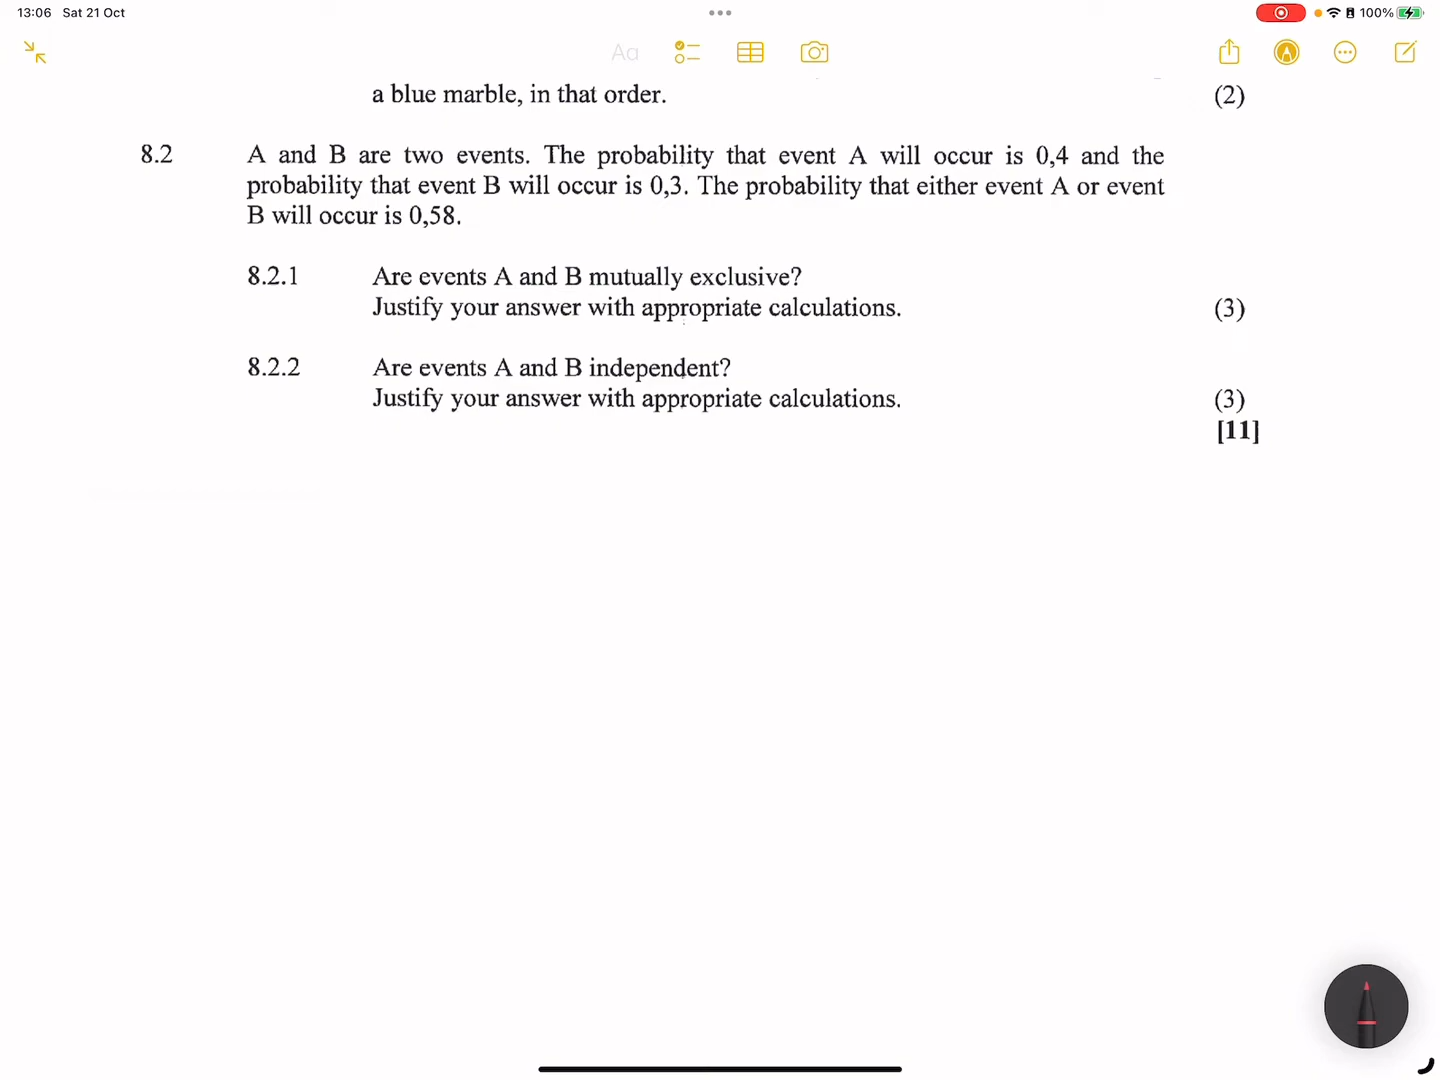 13:06 Sat 21 Oct
100%
Aa
a blue marble, in that order. (2)
8.2 A and B are two events. The probability that event A will occur is 0,4 and the
probability that event B will occur is 0,3. The probability that either event A or event
B will occur is 0,58.
8.2.1 Are events A and B mutually exclusive?
Justify your answer with appropriate calculations. (3)
8.2.2 Are events A and B independent?
Justify your answer with appropriate calculations. (3)
[11]